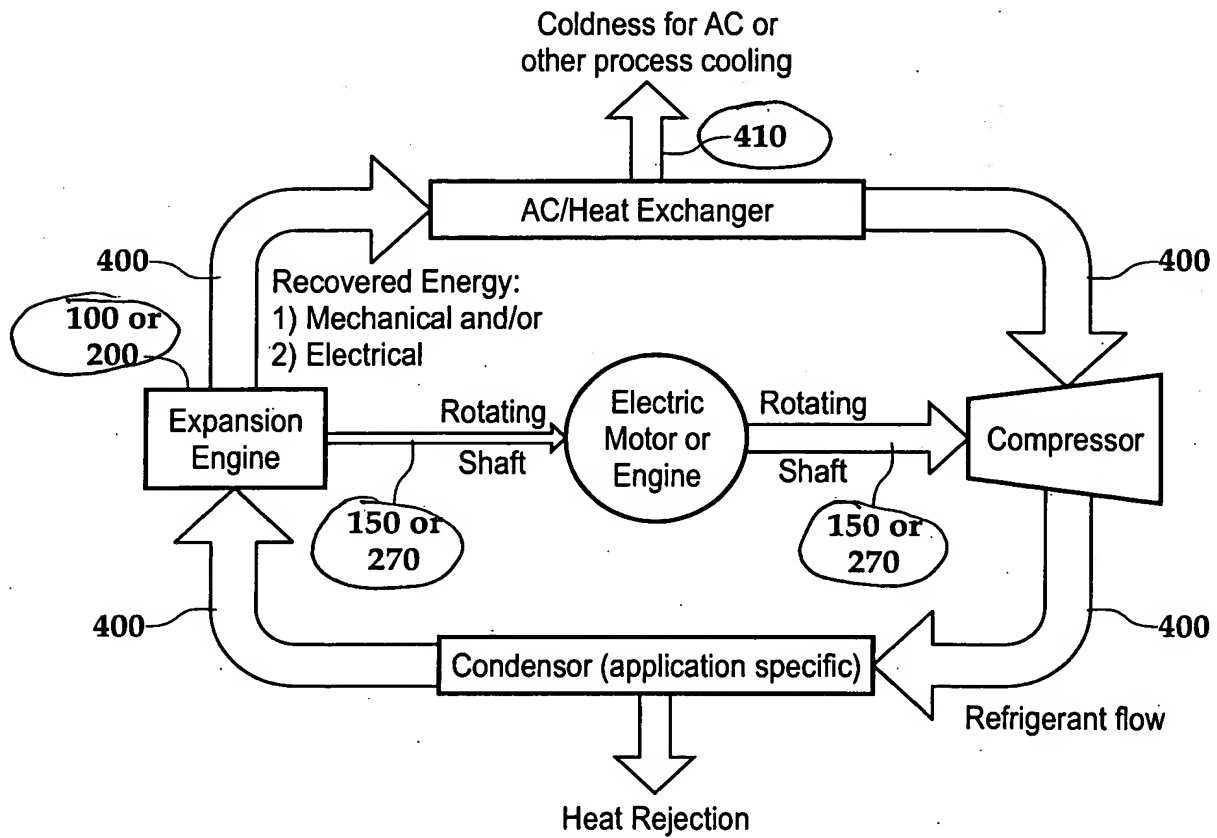 Coldness for AC or
other process cooling
410
AC/Heat Exchanger
400
400
Recovered Energy:
1) Mechanical and/or
2) Electrical
100 or
200
Expansion
Engine
Rotating
Shaft
Electric
Motor or
Engine
Rotating
Shaft
Compressor
150 or
270
150 or
270
400
400
Condensor (application specific)
Refrigerant flow
Heat Rejection